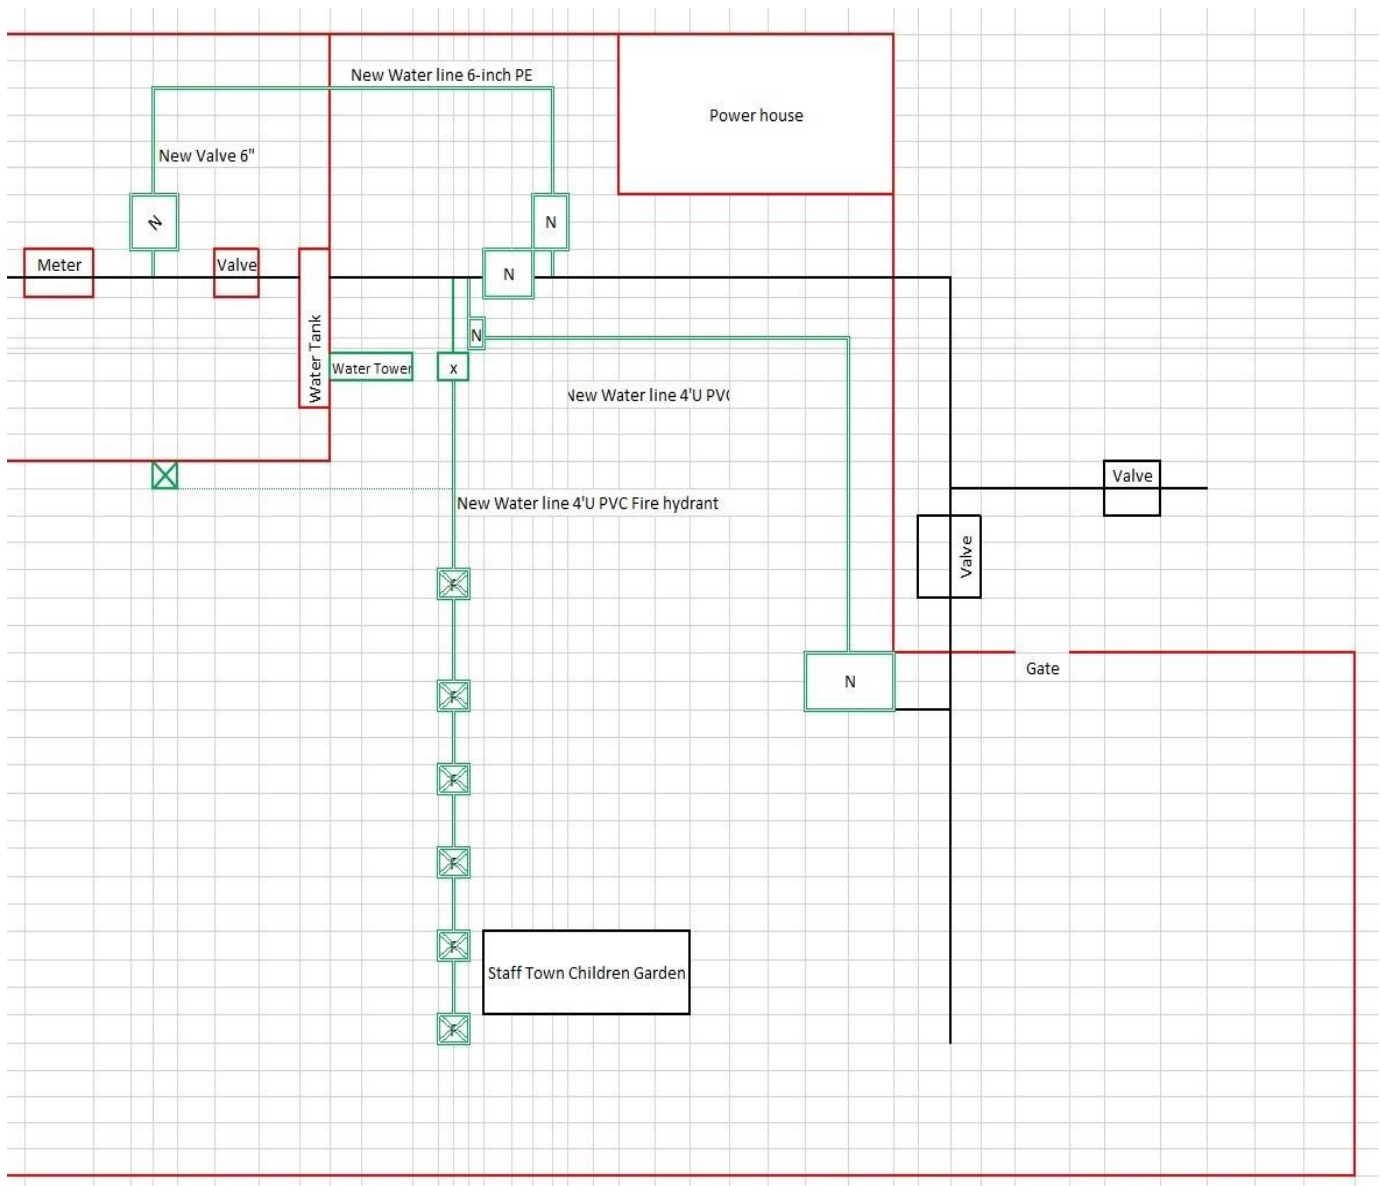 New Water line 6-inch PE
Power house
New Valve 6"
N
N
Meter
Valve
N
Water Tank
N
Water Tower
x
New Water line 4'U PVC
Valve
New Water line 4'U PVC Fire hydrant
Valve
F
Gate
N
F
F
F
F
Staff Town Children Garden
F